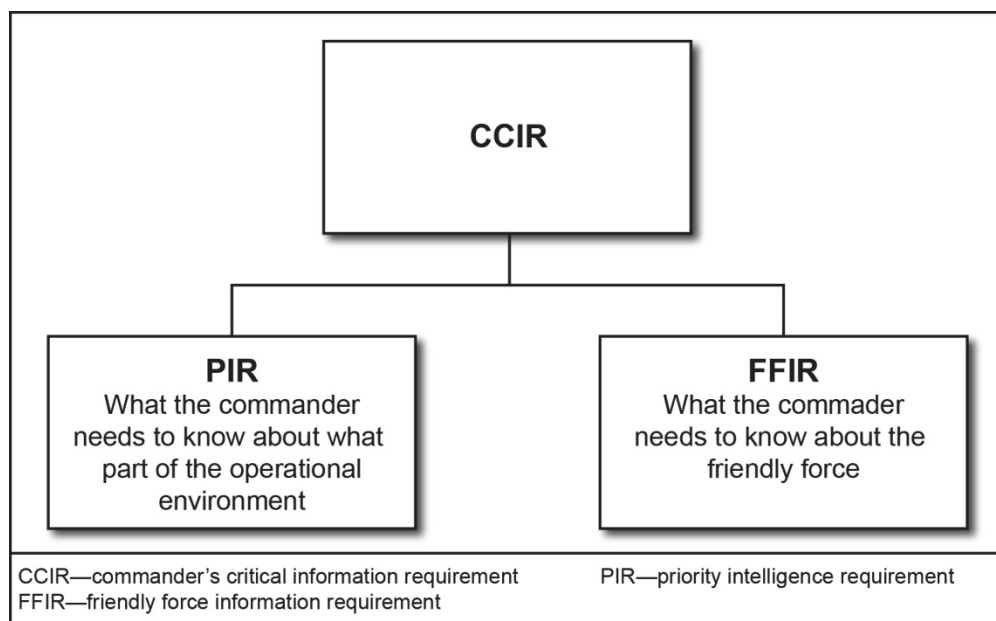 CCIR
PIR
What the commander
needs to know about what
part of the operational
environment
FFIR
What the commader
needs to know about the
friendly force
CCIR—commander's critical information requirement
FFIR—friendly force information requirement
PIR—priority intelligence requirement